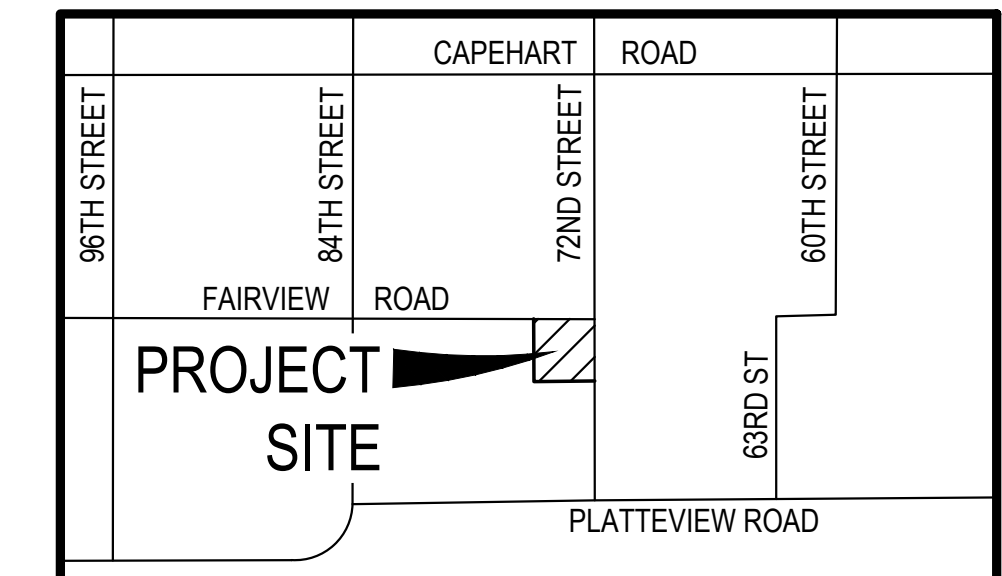 CAPEHART ROAD
96TH STREET
84TH STREET
72ND STREET
60TH STREET
FAIRVIEW ROAD
PROJECT
SITE
63RD ST
PLATTEVIEW ROAD